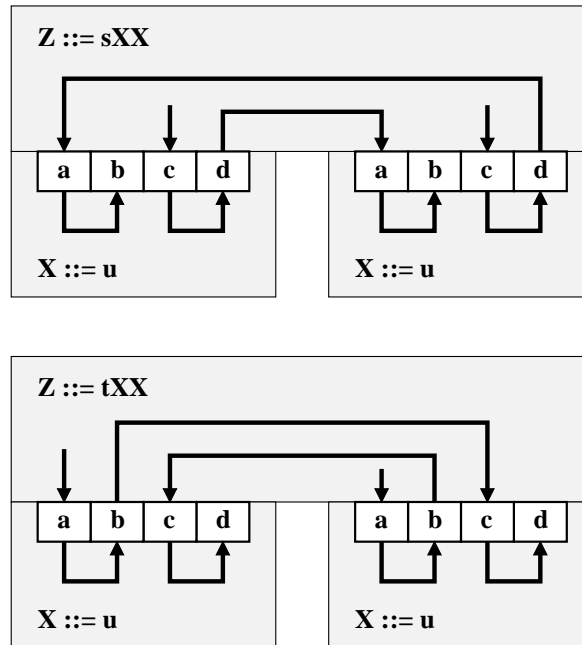 Z ::= sXX
a b c d a b c d
X ::= u X ::= u
Z ::= tXX
a b c d a b c d
X ::= u X ::= u